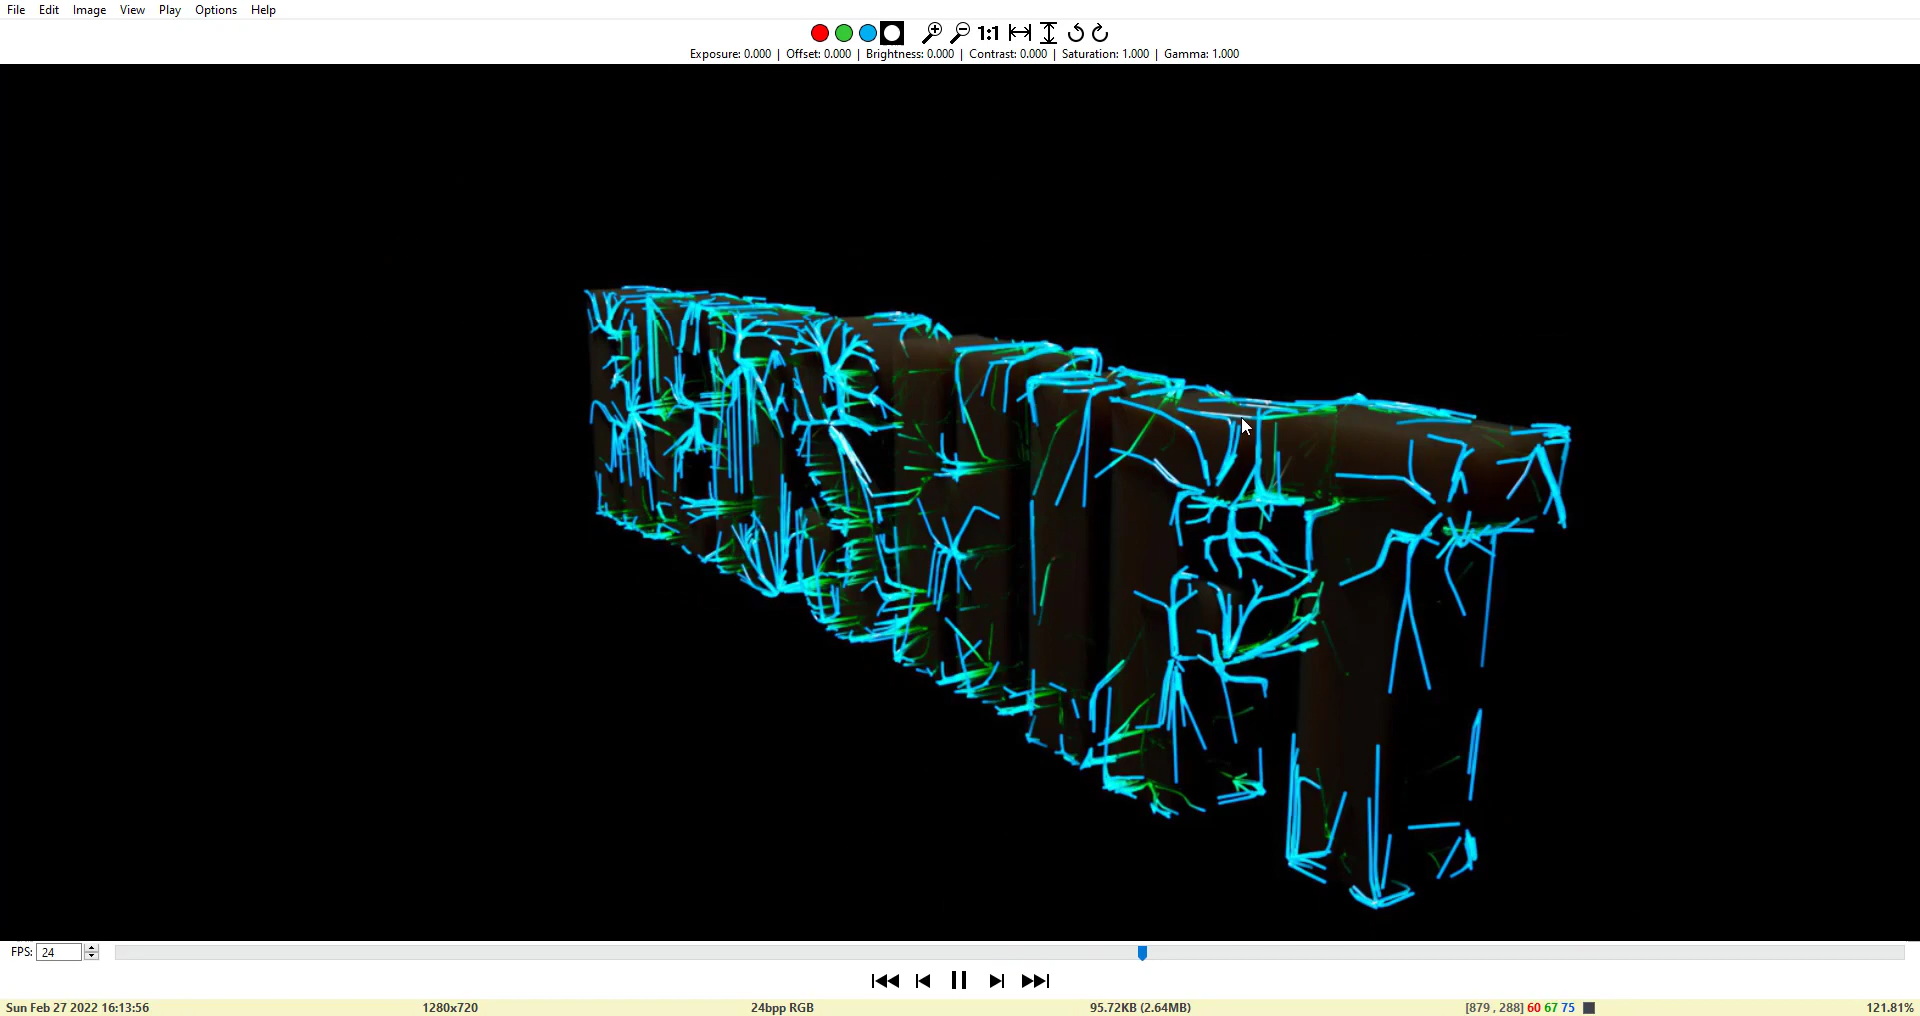 File Edit Image View Play Options Help
1:1
Exposure: 0.000 | Offset: 0.000 | Brightness: 0.000 | Contrast: 0.000 | Saturation: 1.000 | Gamma: 1.000
FPS: 24
Sun Feb 27 2022 16:13:56 1280x720 24bpp RGB 95.72KB (2.64MB) [879 , 288] 60 67 75 121.81%